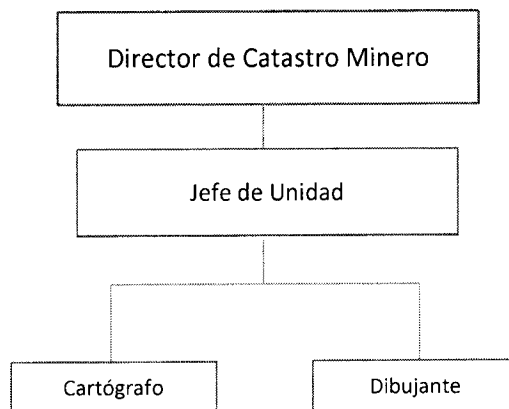 Director de Catastro Minero
Jefe de Unidad
Cartógrafo
Dibujante